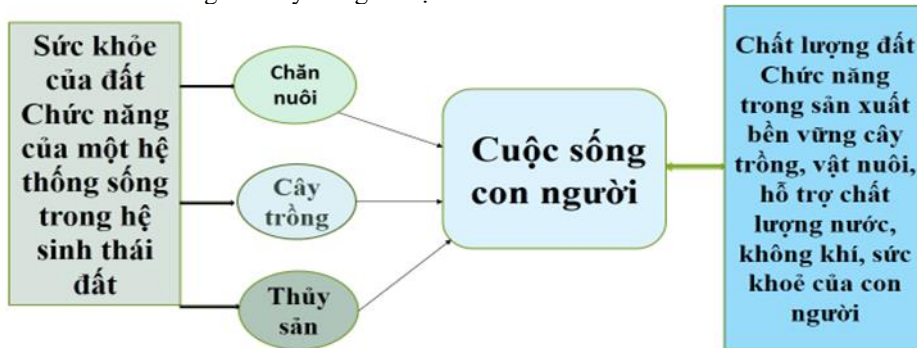 Sức khỏe
của đất
Chức năng
của một hệ
thống sống
trong hệ
sinh thái
đất
Chăn
nuôi
Cây
trồng
Thủy
sản
Cuộc sống
con người
Chất lượng đất
Chức năng
trong sản xuất
bền vững cây
trồng, vật nuôi,
hỗ trợ chất
lượng nước,
không khí, sức
khoẻ của con
người